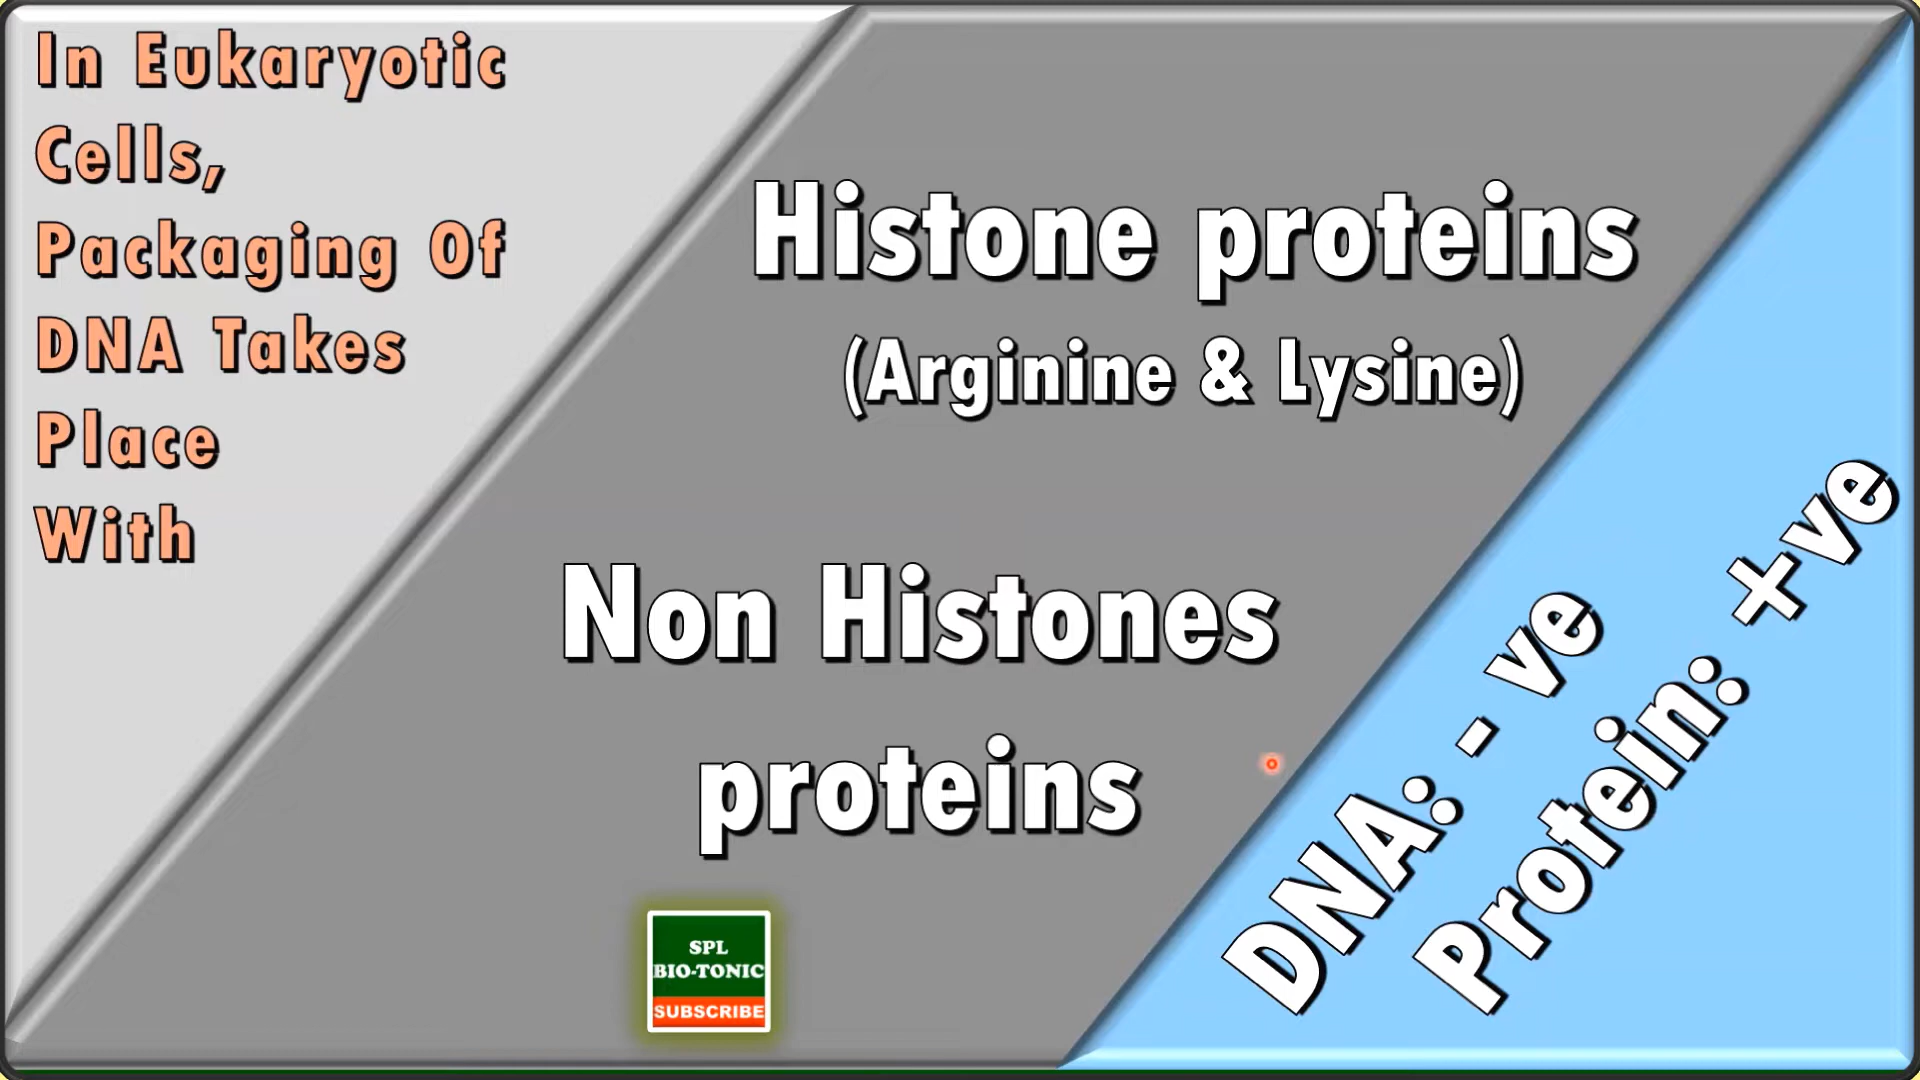 In Eukaryotic
Cells,
Packaging Of
DNA Takes
Place
With
Histone proteins
(Arginine & Lysine)
Non Histones
proteins
DNA: - ve
Protein: +ve
SPL
BIO-TONIC
SUBSCRIBE